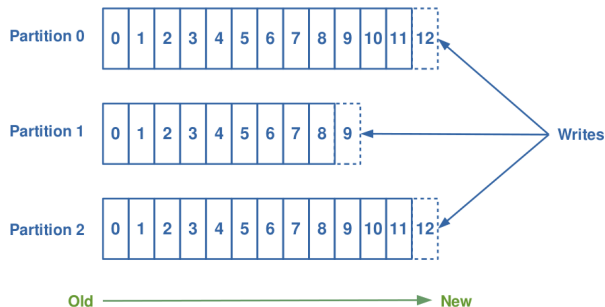 Partition 0 0 1 2 3 4 5 6 7 8 9 10 11 12
Partition 1 0 1 2 3 4 5 6 7 8 9
Writes
Partition 2 0 1 2 3 4 5 6 7 8 9 10 11 12
Old New